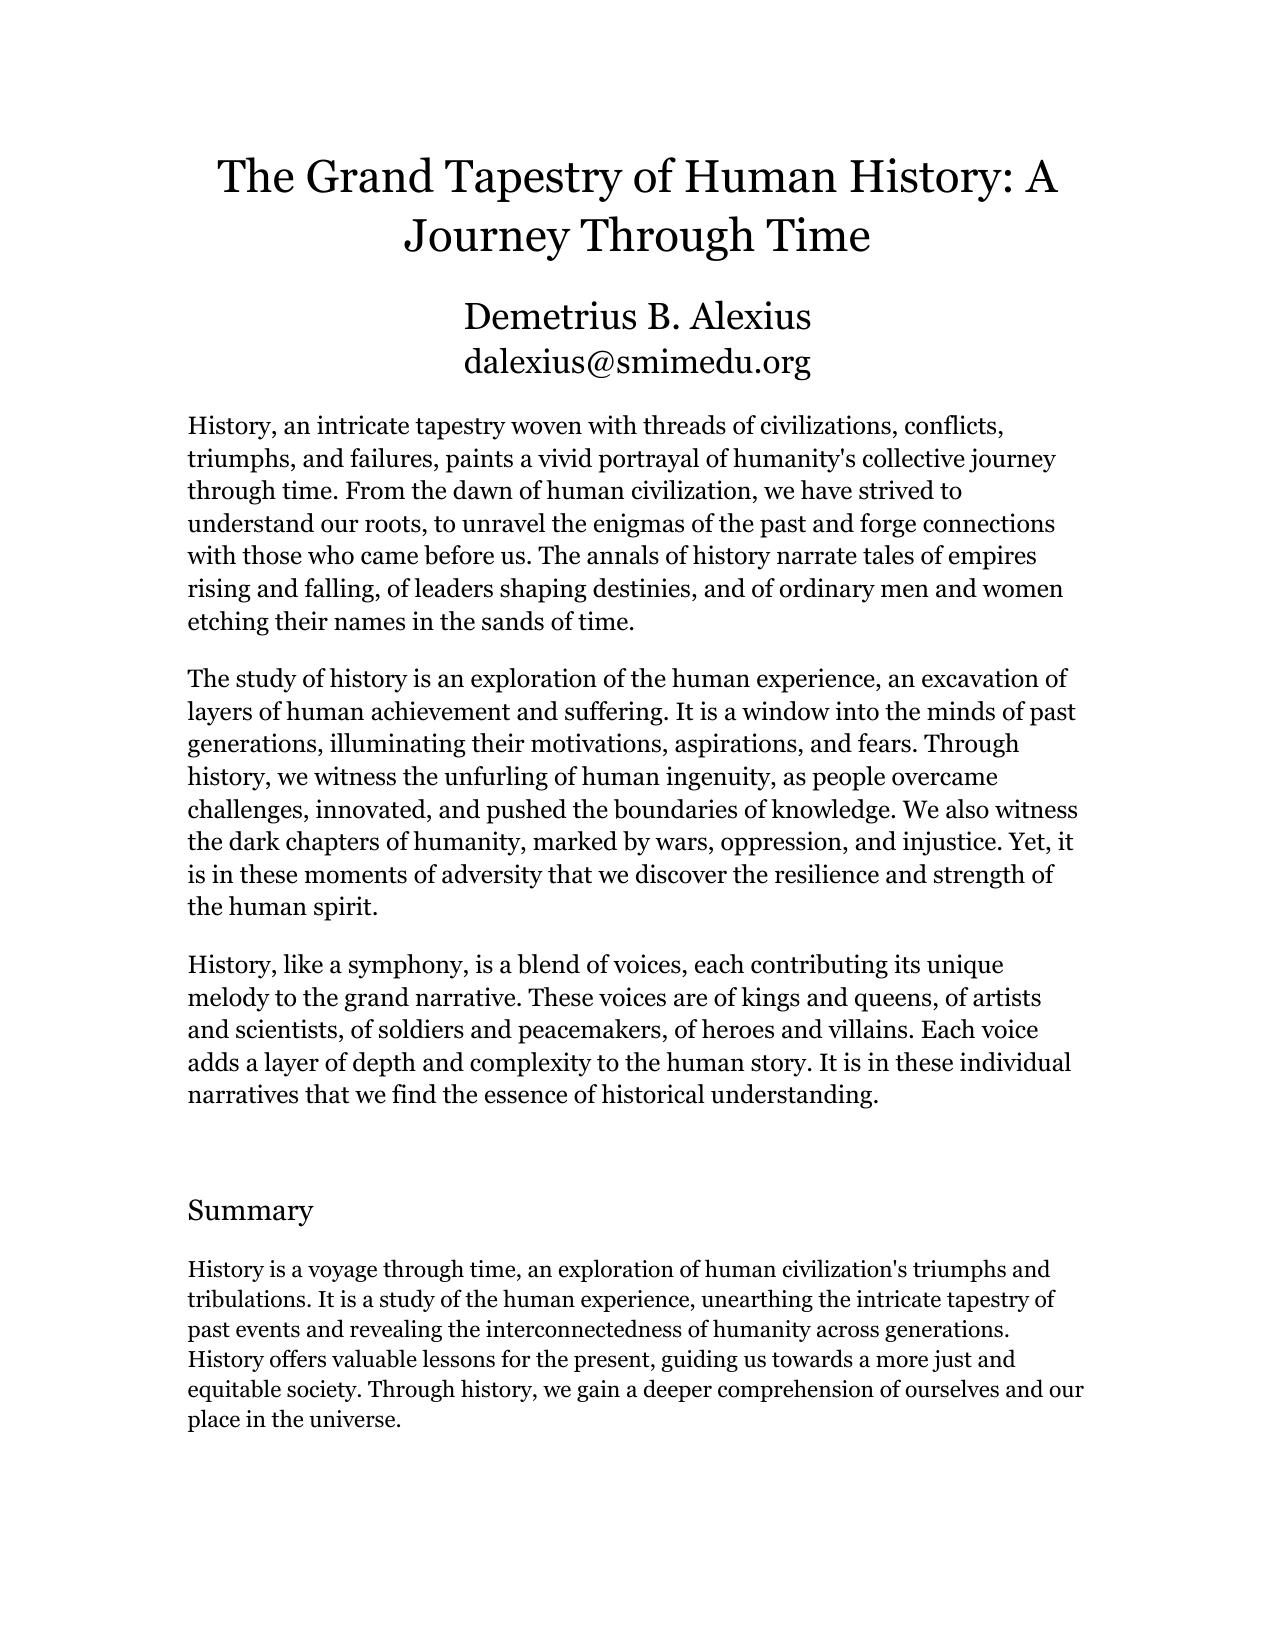 The Grand Tapestry of Human History: A
Journey Through Time
Demetrius B. Alexius
dalexius@smimedu.org
History, an intricate tapestry woven with threads of civilizations, conflicts,
triumphs, and failures, paints a vivid portrayal of humanity's collective journey
through time. From the dawn of human civilization, we have strived to
understand our roots, to unravel the enigmas of the past and forge connections
with those who came before us. The annals of history narrate tales of empires
rising and falling, of leaders shaping destinies, and of ordinary men and women
etching their names in the sands of time.
The study of history is an exploration of the human experience, an excavation of
layers of human achievement and suffering. It is a window into the minds of past
generations, illuminating their motivations, aspirations, and fears. Through
history, we witness the unfurling of human ingenuity, as people overcame
challenges, innovated, and pushed the boundaries of knowledge. We also witness
the dark chapters of humanity, marked by wars, oppression, and injustice. Yet, it
is in these moments of adversity that we discover the resilience and strength of
the human spirit.
History, like a symphony, is a blend of voices, each contributing its unique
melody to the grand narrative. These voices are of kings and queens, of artists
and scientists, of soldiers and peacemakers, of heroes and villains. Each voice
adds a layer of depth and complexity to the human story. It is in these individual
narratives that we find the essence of historical understanding.
Summary
History is a voyage through time, an exploration of human civilization's triumphs and
tribulations. It is a study of the human experience, unearthing the intricate tapestry of
past events and revealing the interconnectedness of humanity across generations.
History offers valuable lessons for the present, guiding us towards a more just and
equitable society. Through history, we gain a deeper comprehension of ourselves and our
place in the universe.